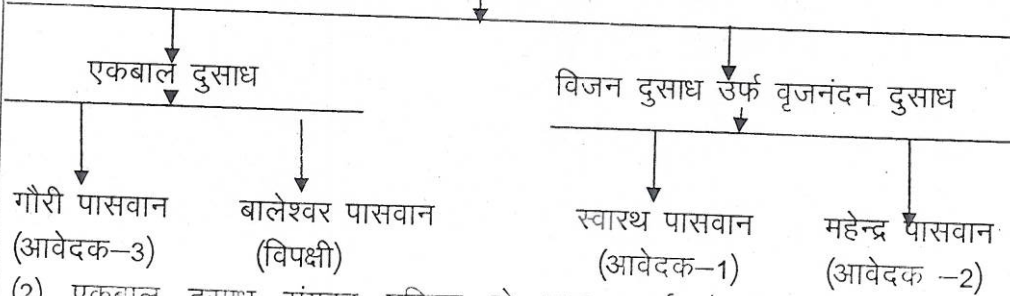 एकबाल दुसाध
विजन दुसाध उर्फ वृजनंदन दुसाध
गौरी पासवान बालेश्वर पासवान स्वारथ पासवान महेन्द्र पासवान
(आवेदक–3) (विपक्षी) (आवेदक–1) (आवेदक –2)
(2) एकबाल दुसाध